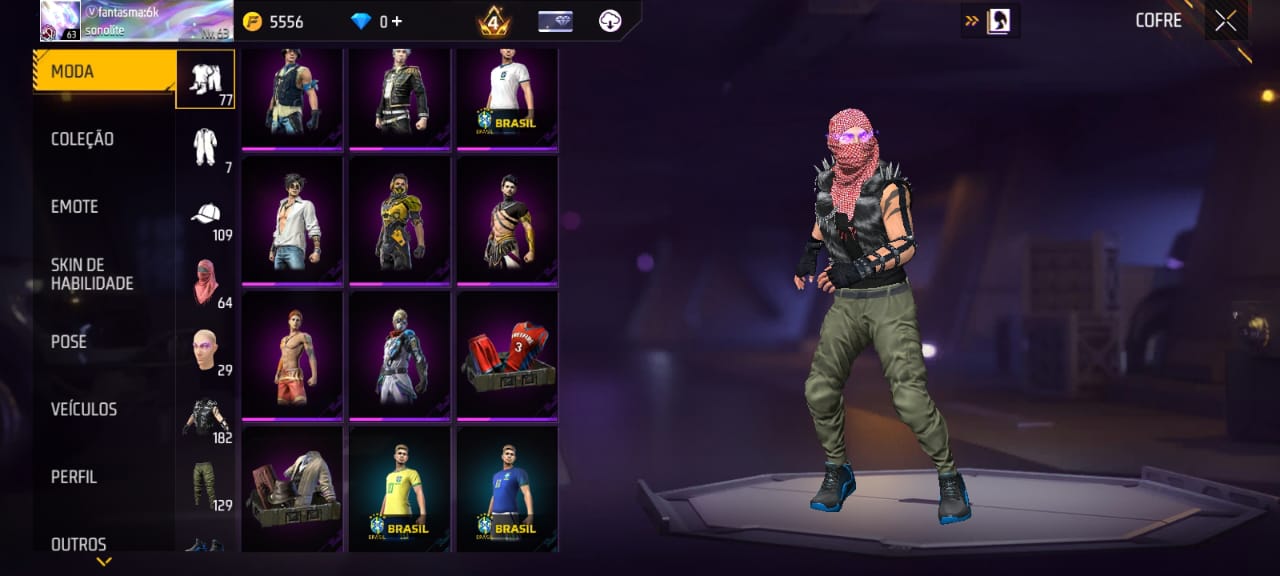 fantasma:6k
sonolite
63
Nv. 63
5556
0+
4
COFRE
MODA
77
COLEÇÃO
7
EMOTE
109
SKIN DE
HABILIDADE
64
POSE
29
VEÍCULOS
182
PERFIL
129
OUTROS
BRASIL
3
BRASIL
BRASIL